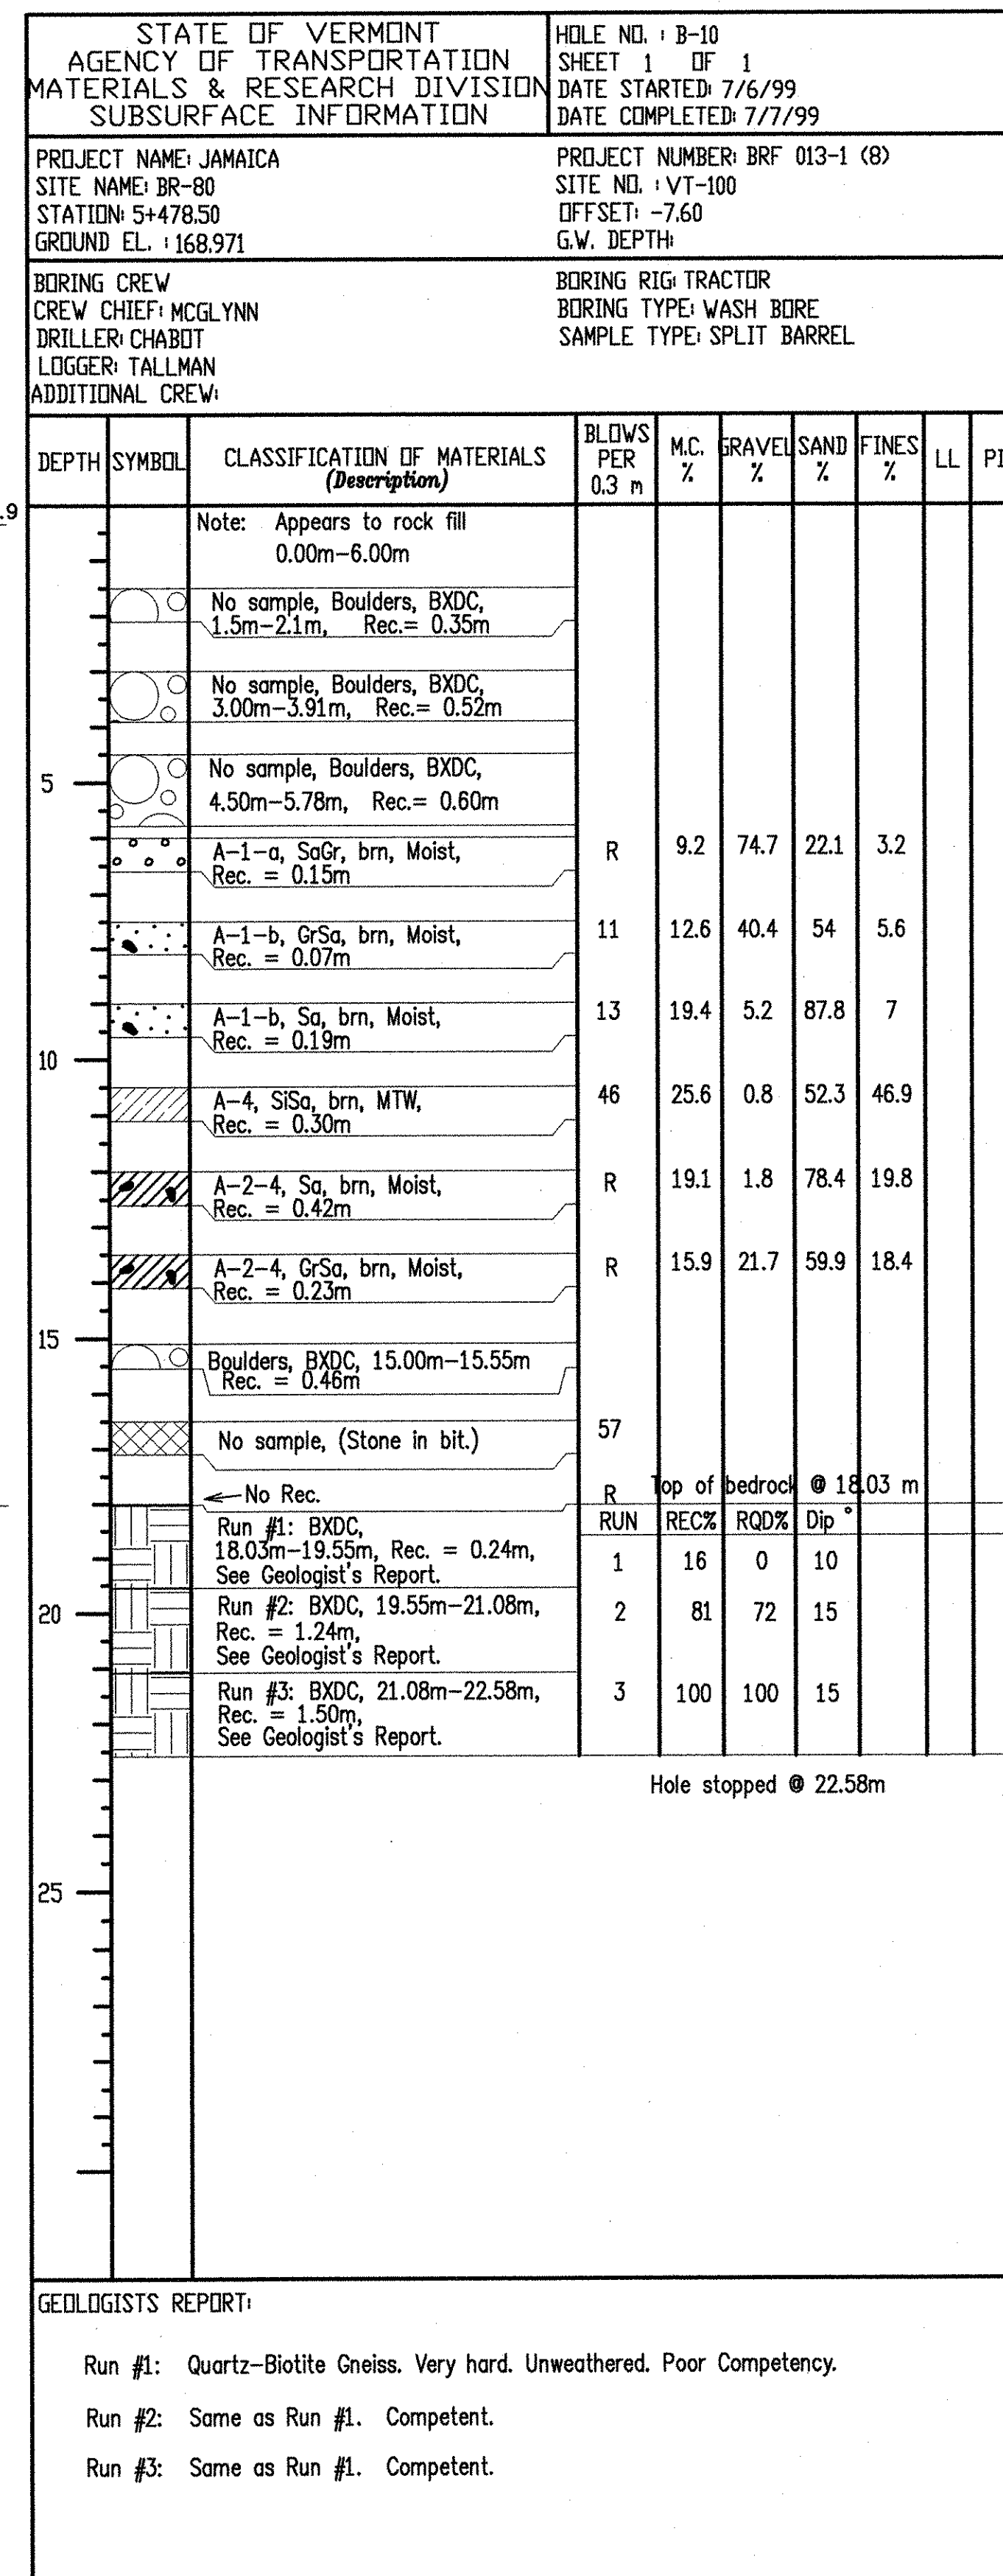 STATE OF VERMONT
AGENCY OF TRANSPORTATION
MATERIALS & RESEARCH DIVISION
SUBSURFACE INFORMATION
HOLE NO. : B-10
SHEET 1 OF 1
DATE STARTED: 7/6/99
DATE COMPLETED: 7/7/99
PROJECT NAME: JAMAICA
SITE NAME: BR-80
STATION: 5+478.50
GROUND EL. : 168.971
PROJECT NUMBER: BRF 013-1 (8)
SITE NO. : VT-100
OFFSET: -7.60
G.W. DEPTH:
BORING CREW
CREW CHIEF: MCGLYNN
DRILLER: CHABOT
LOGGER: TALLMAN
ADDITIONAL CREW:
BORING RIG: TRACTOR
BORING TYPE: WASH BORE
SAMPLE TYPE: SPLIT BARREL
DEPTH SYMBOL CLASSIFICATION OF MATERIALS (Description) BLOWS PER 0.3 m M.C. % GRAVEL % SAND % FINES % LL PI
.9
Note: Appears to rock fill
0.00m-6.00m
No sample, Boulders, BXDC,
1.5m-2.1m, Rec.= 0.35m
No sample, Boulders, BXDC,
3.00m-3.91m, Rec.= 0.52m
5 No sample, Boulders, BXDC,
4.50m-5.78m, Rec.= 0.60m
A-1-a, SaGr, brn, Moist, R 9.2 74.7 22.1 3.2
Rec. = 0.15m
A-1-b, GrSa, brn, Moist, 11 12.6 40.4 54 5.6
Rec. = 0.07m
A-1-b, Sa, brn, Moist, 13 19.4 5.2 87.8 7
Rec. = 0.19m
10
A-4, SiSa, brn, MTW, 46 25.6 0.8 52.3 46.9
Rec. = 0.30m
A-2-4, Sa, brn, Moist, R 19.1 1.8 78.4 19.8
Rec. = 0.42m
A-2-4, GrSa, brn, Moist, R 15.9 21.7 59.9 18.4
Rec. = 0.23m
15
Boulders, BXDC, 15.00m-15.55m
Rec. = 0.46m
No sample, (Stone in bit.) 57
No Rec. R Top of bedrock @ 18.03 m
RUN REC% RQD% Dip °
Run #1: BXDC,
18.03m-19.55m, Rec. = 0.24m, 1 16 0 10
See Geologist's Report.
20 Run #2: BXDC, 19.55m-21.08m, 2 81 72 15
Rec. = 1.24m,
See Geologist's Report.
Run #3: BXDC, 21.08m-22.58m, 3 100 100 15
Rec. = 1.50m,
See Geologist's Report.
Hole stopped @ 22.58m
25
GEOLOGISTS REPORT:
Run #1: Quartz-Biotite Gneiss. Very hard. Unweathered. Poor Competency.
Run #2: Same as Run #1. Competent.
Run #3: Same as Run #1. Competent.